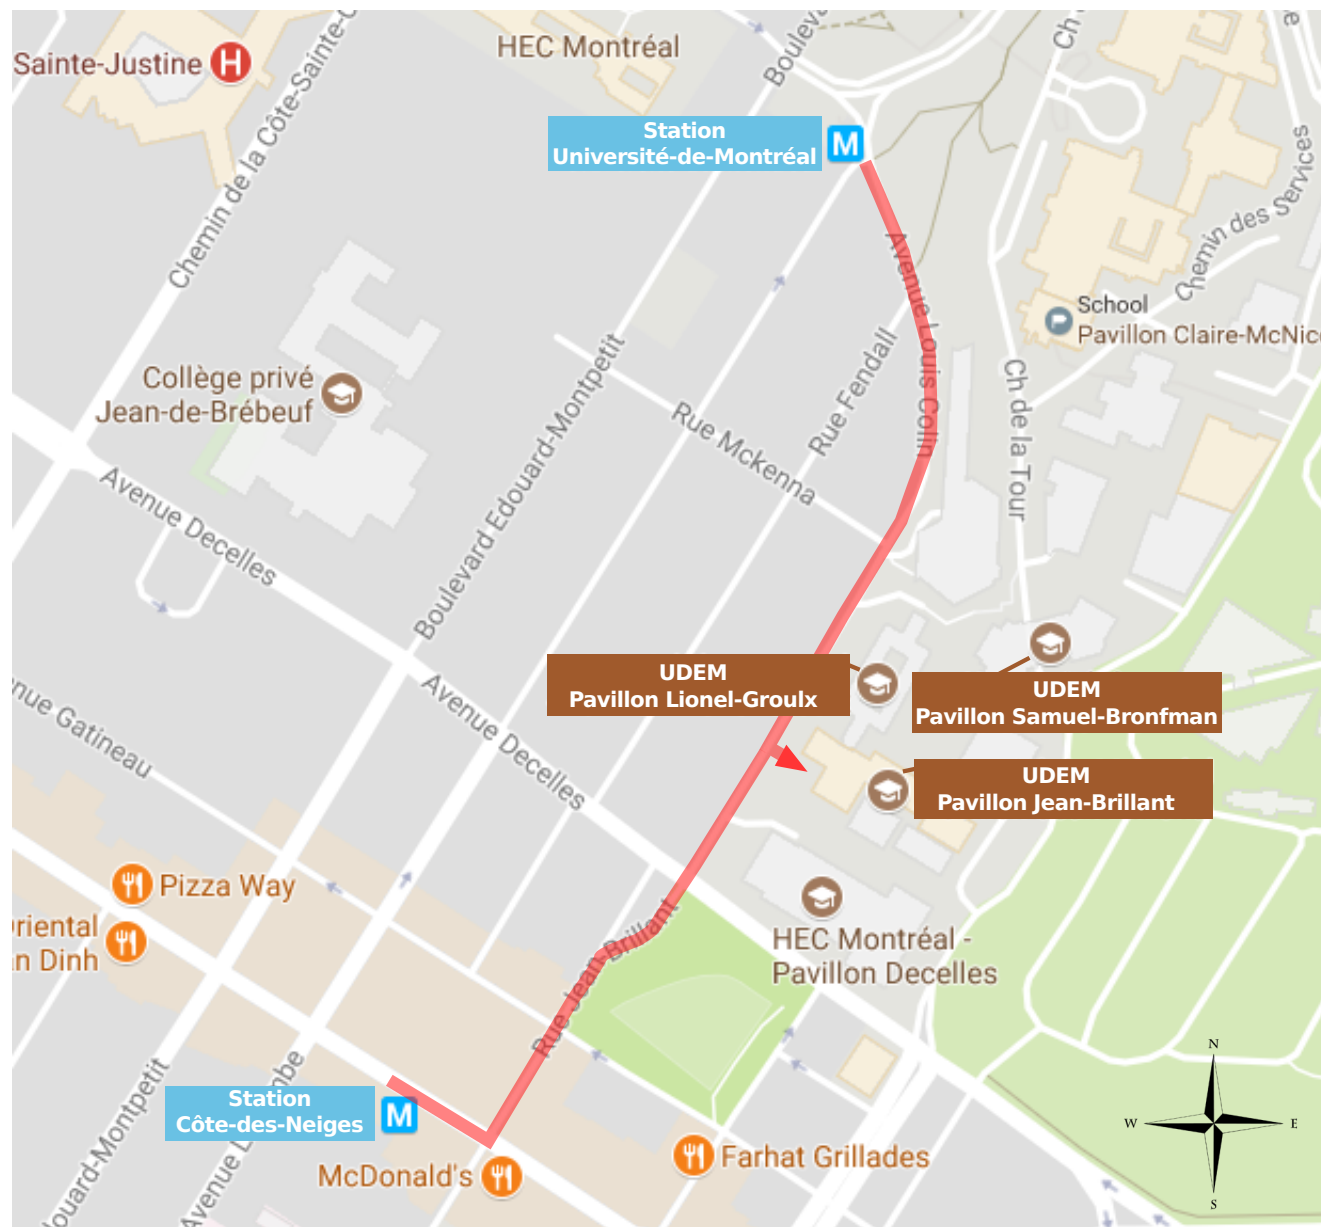 HEC Montréal
Sainte-Justine
H
Chemin de la Côte-Sainte-C
Boulev
Ch
Station
Université-de-Montréal
M
Avenue Louis Colin
Chemin des Services
School
Pavillon Claire-McNic
Collège privé
Jean-de-Brébeuf
Boulevard Edouard-Montpetit
Rue Fendall
Rue Mckenna
Ch de la Tour
Avenue Decelles
UDEM
Pavillon Lionel-Groulx
UDEM
Pavillon Samuel-Bronfman
Avenue Decelles
nue Gatineau
UDEM
Pavillon Jean-Brillant
Pizza Way
riental
n Dinh
Rue Jean-Brillant
HEC Montréal -
Pavillon Decelles
Station
Côte-des-Neiges
M
douard-Montpetit
Avenue L
mbe
McDonald's
Farhat Grillades
N
W
E
S